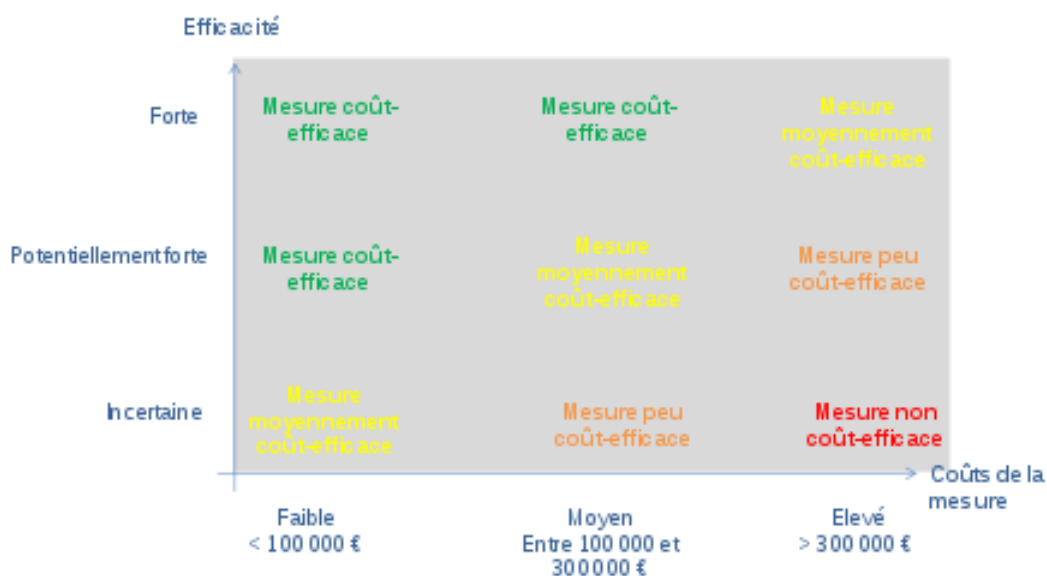 Efficacité
Forte
Mesure coût-
efficace
Mesure coût-
efficace
Mesure
moyennement
coût-efficace
Potentiellement forte
Mesure coût-
efficace
Mesure
moyennement
coût-efficace
Mesure peu
coût-efficace
Incertaine
Mesure
moyennement
coût-efficace
Mesure peu
coût-efficace
Mesure non
coût-efficace
Coûts de la
mesure
Faible
< 100 000 €
Moyen
Entre 100 000 et
300 000 €
Elevé
> 300 000 €